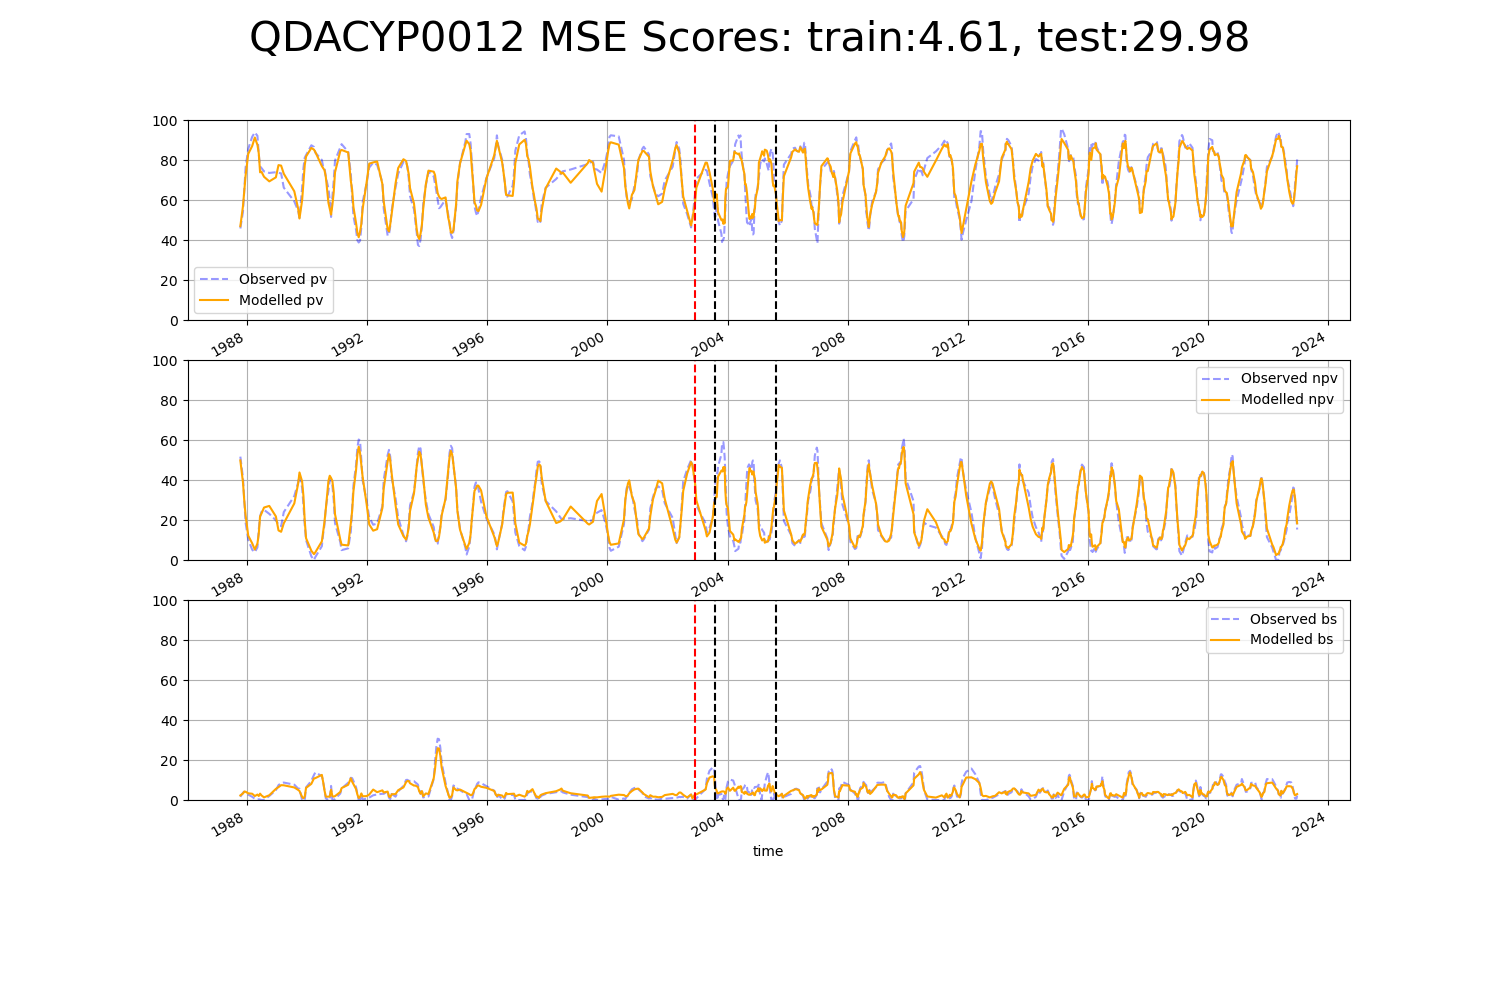 QDACYP0012 MSE Scores: train:4.61, test:29.98
100
80
60
40
20
0
Observed pv
Modelled pv
1988 1992 1996 2000 2004 2008 2012 2016 2020 2024
100
80
60
40
20
0
Observed npv
Modelled npv
1988 1992 1996 2000 2004 2008 2012 2016 2020 2024
100
80
60
40
20
0
Observed bs
Modelled bs
1988 1992 1996 2000 2004 2008 2012 2016 2020 2024
time